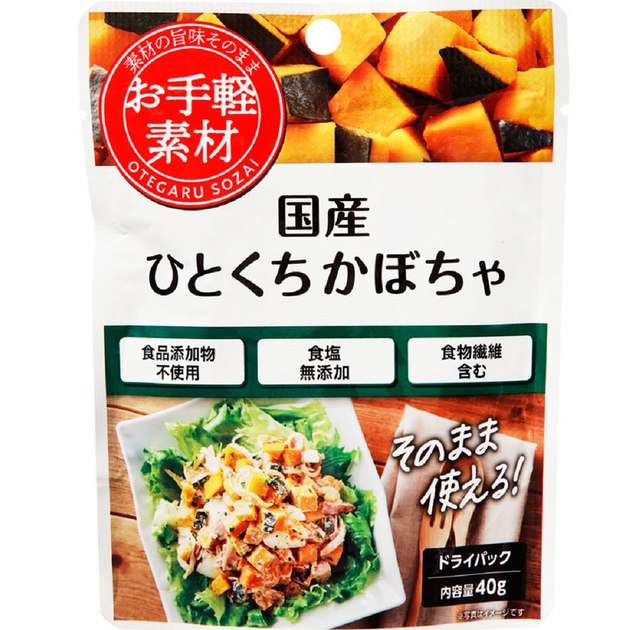 素材の旨味そのまま
お手軽
素材
OTEGARU SOZAI
国産
ひとくちかぼちゃ
食品添加物
不使用
食塩
無添加
食物繊維
含む
そのまま
使える!
ドライパック
内容量40g
※写真はイメージです